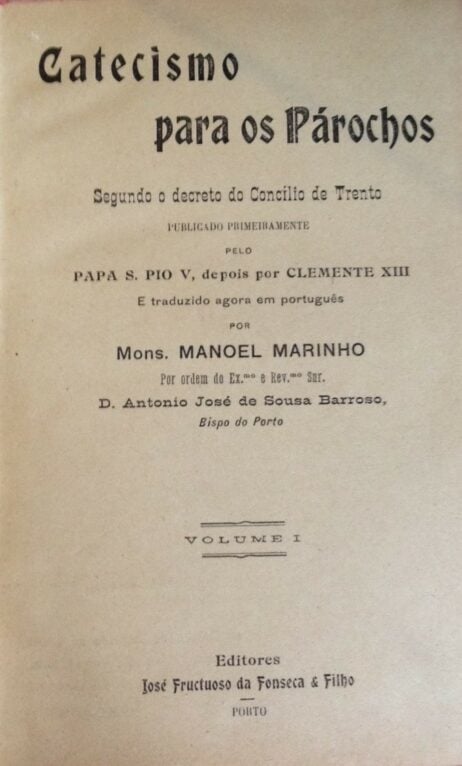 Catecismo
para os Párochos
Segundo o decreto do Concílio de Trento
PUBLICADO PRIMEIRAMENTE
PELO
PAPA S. PIO V, depois por CLEMENTE XIII
E traduzido agora em português
POR
Mons. MANOEL MARINHO
Por ordem do Ex.mo e Rev.mo Snr.
D. Antonio José de Sousa Barroso,
Bispo do Porto
VOLUME I
Editores
José Fructuoso da Fonseca & Filho
PORTO